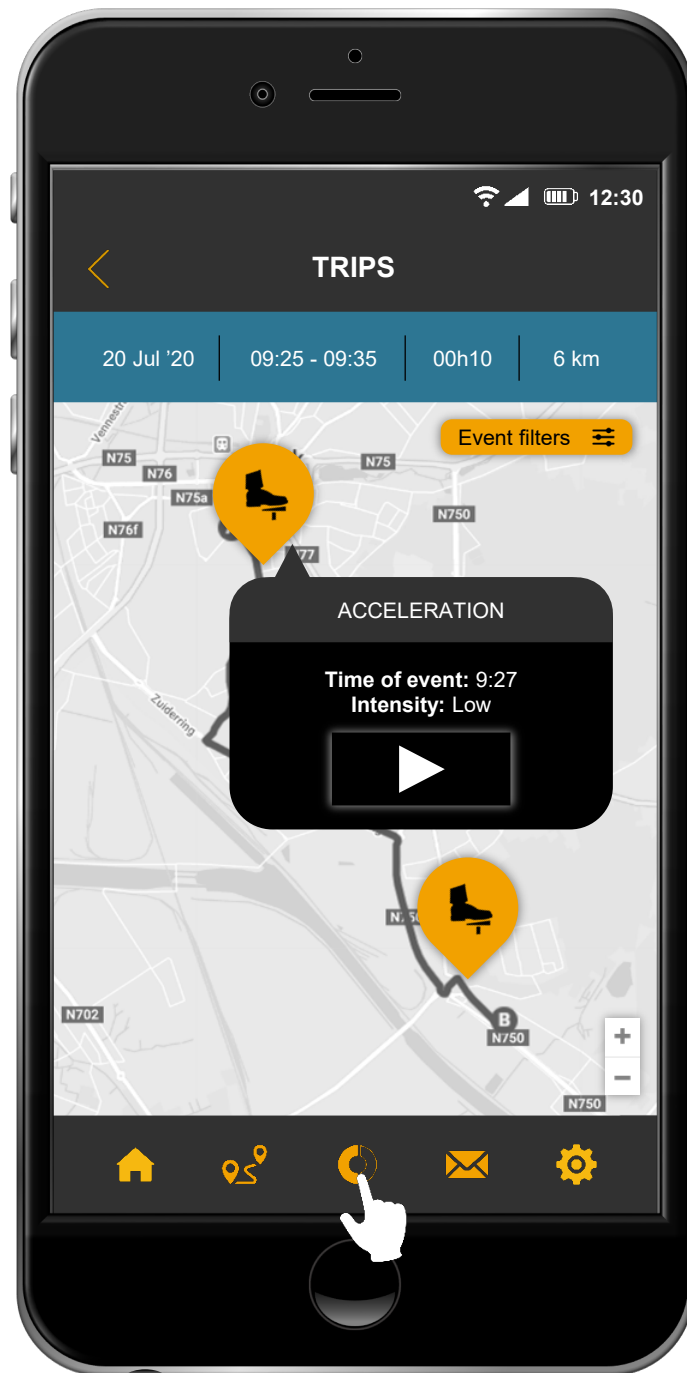 12:30
TRIPS
20 Jul ’20 09:25 - 09:35 00h10 6 km
Event filters
N75
N76
N75
N75a
N750
N76f
N77
ACCELERATION
Time of event: 9:27
Intensity: Low
Zuiderring
N702
B
N750
+
−
N750